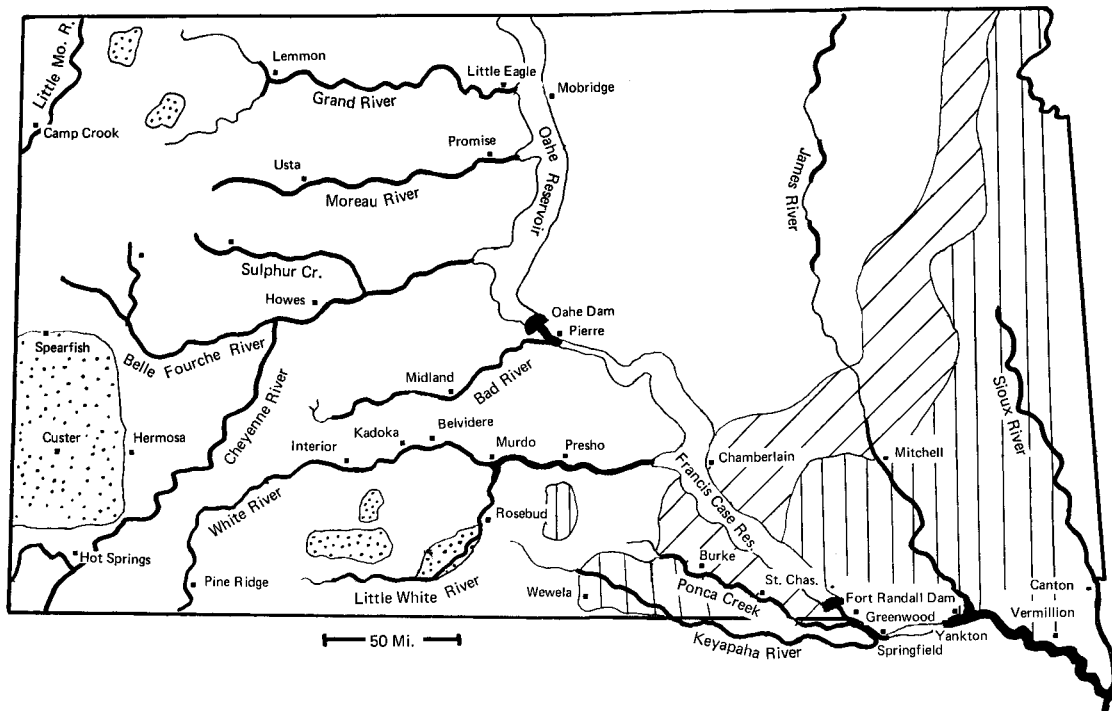 Little Mo. R.
Lemmon
Little Eagle
Grand River
Mobridge
Camp Crook
Oahe Reservoir
Promise
Usta
Moreau River
James River
Sulphur Cr.
Howes
Oahe Dam
Pierre
Spearfish
Belle Fourche River
Cheyenne River
Midland
Bad River
Sioux River
Belvidere
Kadoka
Custer
Hermosa
Interior
Murdo
Presho
Chamberlain
Mitchell
White River
Francis Case Res.
Rosebud
Hot Springs
Burke
Pine Ridge
Little White River
Wewela
Ponca Creek
St. Chas.
Fort Randall Dam
Canton
Greenwood
Vermillion
Yankton
50 Mi.
Keyapaha River
Springfield